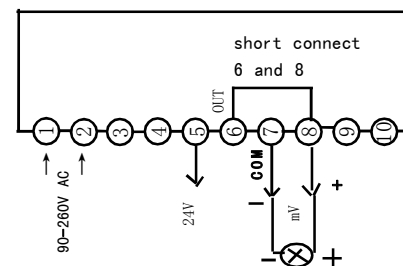 short connect
6 and 8
OUT
1 2 3 4 5 6 7 8 9 10
90-260V AC
24V
COM
mV
- +
- +